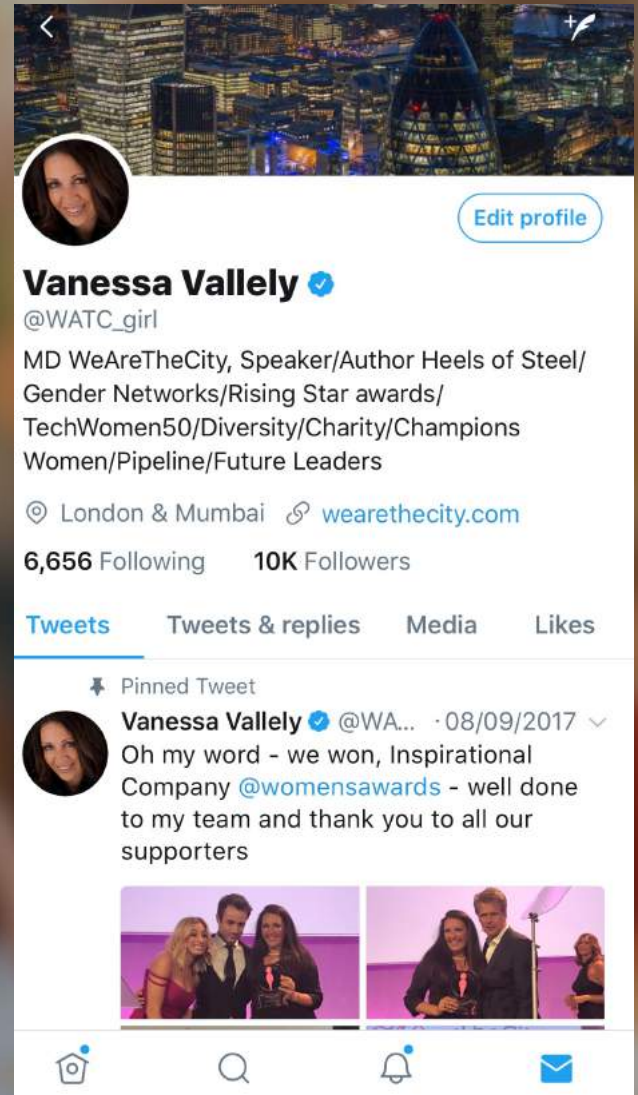 Edit profile
Vanessa Vallely
@WATC_girl
MD WeAreTheCity, Speaker/Author Heels of Steel/
Gender Networks/Rising Star awards/
TechWomen50/Diversity/Charity/Champions
Women/Pipeline/Future Leaders
London & Mumbai wearethecity.com
6,656 Following 10K Followers
Tweets Tweets & replies Media Likes
Pinned Tweet
Vanessa Vallely @WA... ·08/09/2017
Oh my word - we won, Inspirational
Company @womensawards - well done
to my team and thank you to all our
supporters